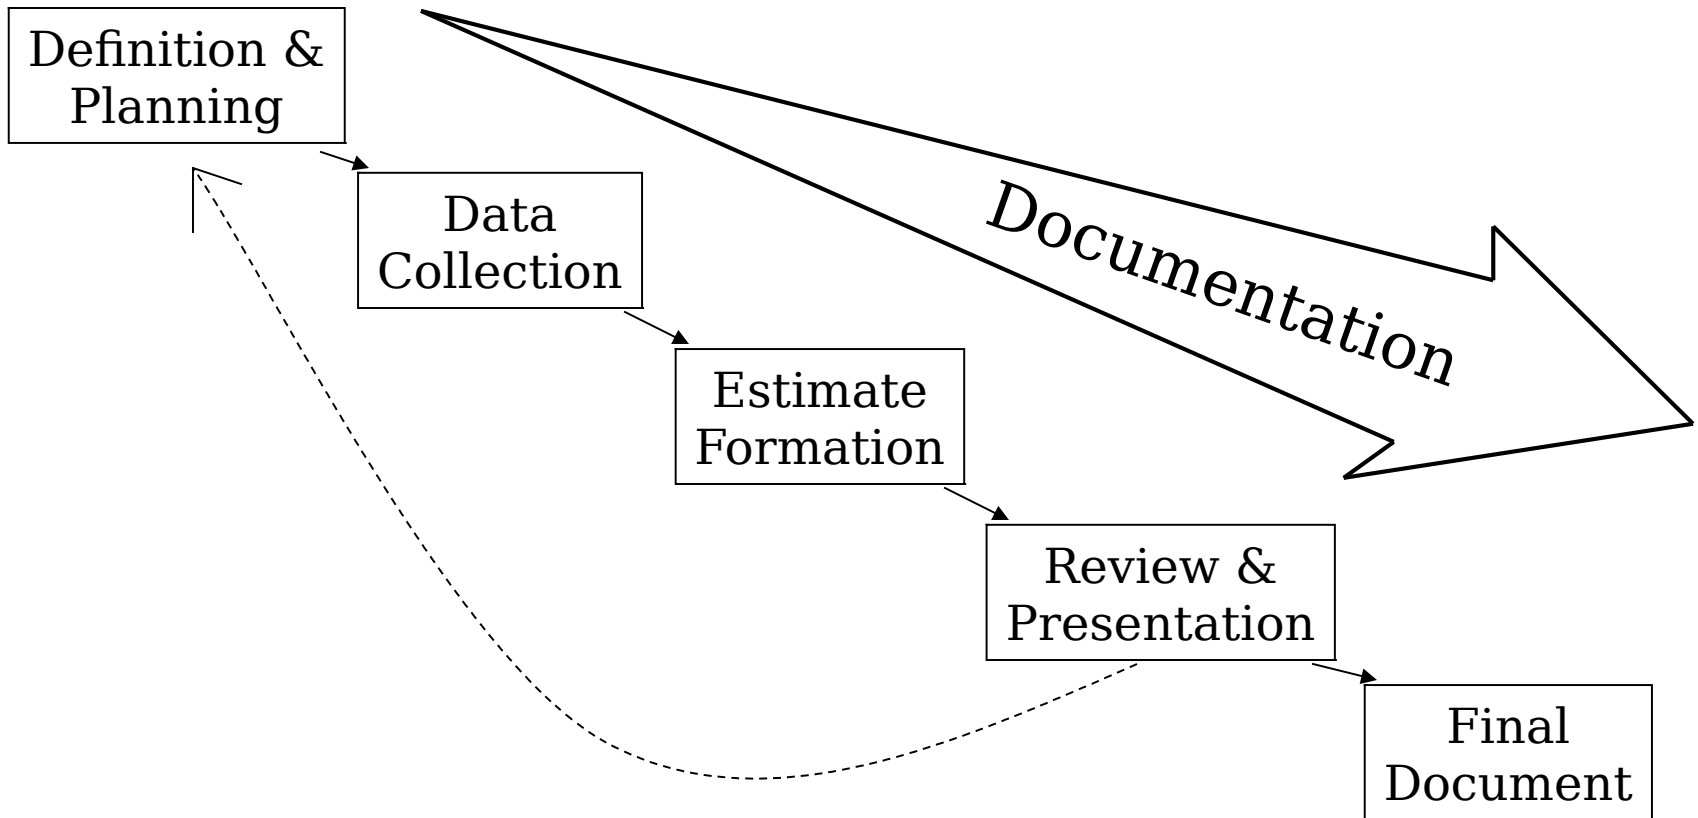 Definition &
Planning
Data
Collection
Documentation
Estimate
Formation
Review &
Presentation
Final
Document